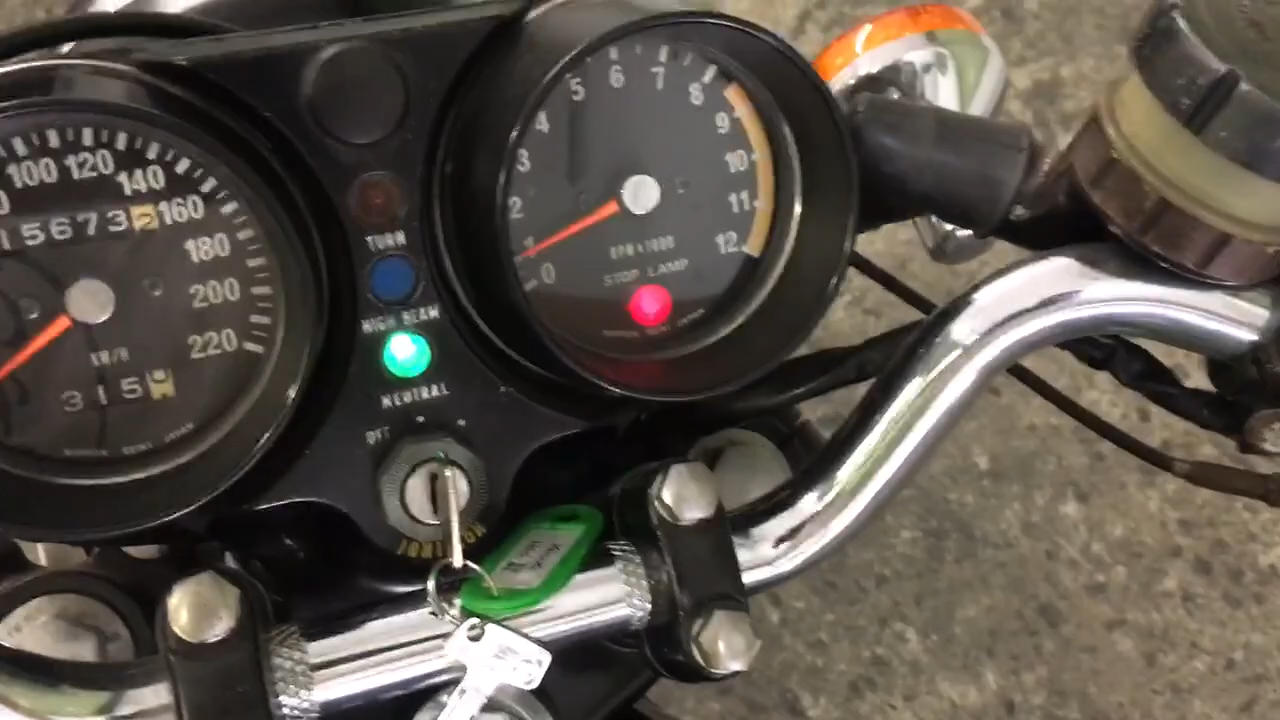 100 120 140 160 180 200 220
15673
KM/H
315
TURN
HIGH BEAM
NEUTRAL
OFF
0 1 2 3 4 5 6 7 8 9 10 11 12
RPM x 1000
STOP LAMP